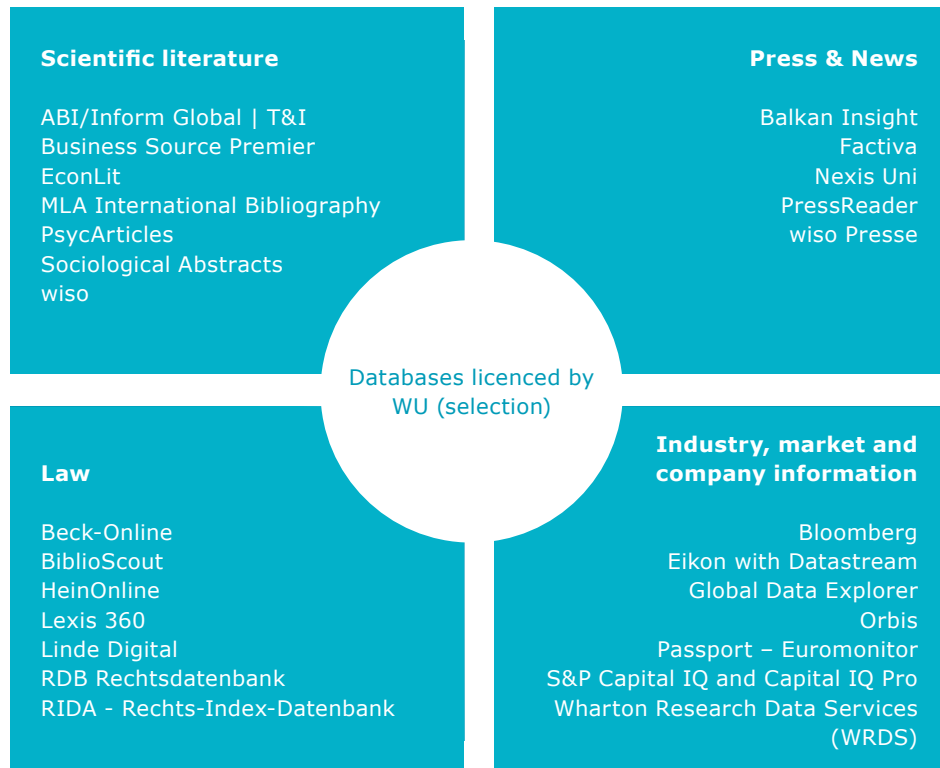 Scientific literature
ABI/Inform Global | T&I
Business Source Premier
EconLit
MLA International Bibliography
PsycArticles
Sociological Abstracts
wiso
Press & News
Balkan Insight
Factiva
Nexis Uni
PressReader
wiso Presse
Databases licenced by
WU (selection)
Law
Beck-Online
BiblioScout
HeinOnline
Lexis 360
Linde Digital
RDB Rechtsdatenbank
RIDA - Rechts-Index-Datenbank
Industry, market and
company information
Bloomberg
Eikon with Datastream
Global Data Explorer
Orbis
Passport – Euromonitor
S&P Capital IQ and Capital IQ Pro
Wharton Research Data Services
(WRDS)